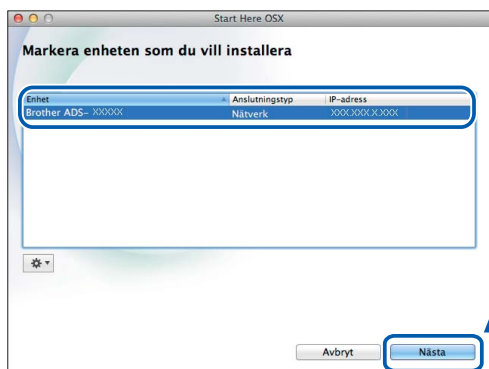 Start Here OSX
Markera enheten som du vill installera
Enhet Anslutningstyp IP-adress
Brother ADS- XXXXX Nätverk XXX.XXX.X.XXX
Avbryt Nästa